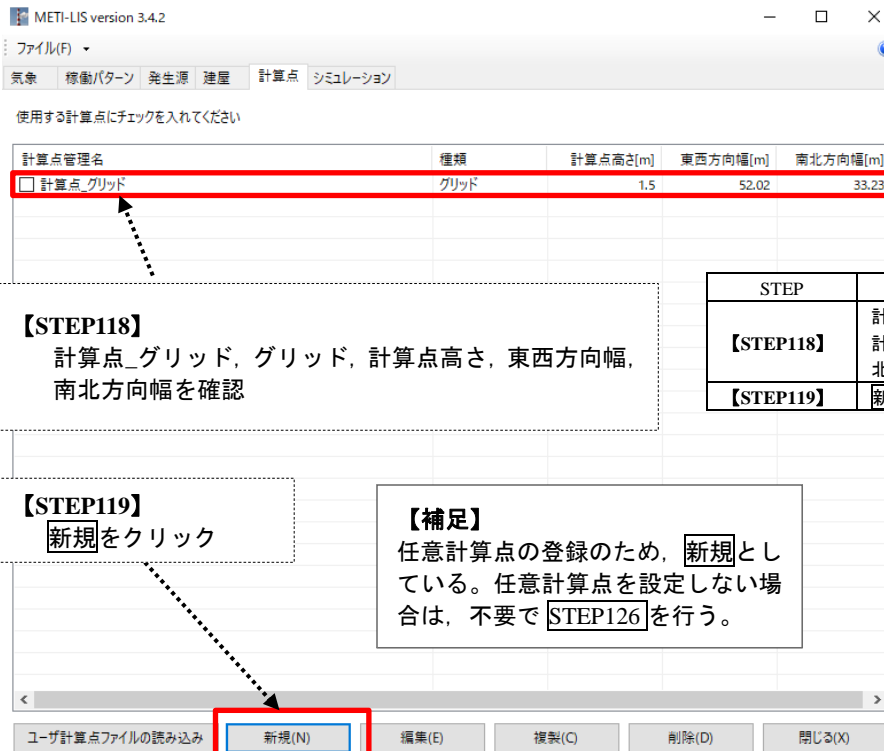 METI-LIS version 3.4.2
ファイル(F)
気象 稼働パターン 発生源 建屋 計算点 シミュレーション
使用する計算点にチェックを入れてください
計算点管理名 種類 計算点高さ[m] 東西方向幅[m] 南北方向幅[m]
計算点_グリッド グリッド 1.5 52.02 33.23
STEP
【STEP118】
計
計
北
【STEP119】 新
【STEP118】
計算点_グリッド，グリッド，計算点高さ，東西方向幅，
南北方向幅を確認
【STEP119】
新規をクリック
【補足】
任意計算点の登録のため，新規とし
ている。任意計算点を設定しない場
合は，不要で STEP126 を行う。
ユーザ計算点ファイルの読み込み 新規(N) 編集(E) 複製(C) 削除(D) 閉じる(X)